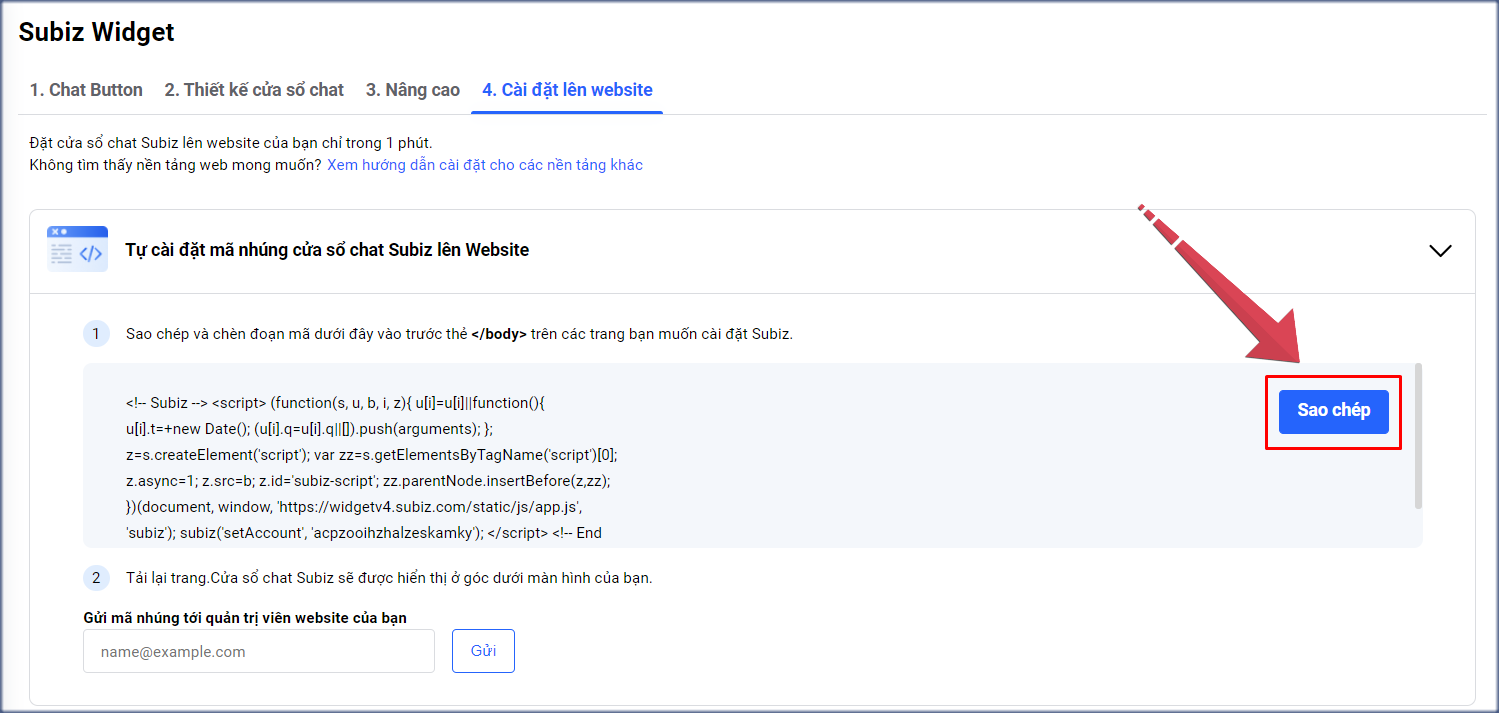 Subiz Widget
1. Chat Button 2. Thiết kế cửa sổ chat 3. Nâng cao 4. Cài đặt lên website
Đặt cửa sổ chat Subiz lên website của bạn chỉ trong 1 phút.
Không tìm thấy nền tảng web mong muốn? Xem hướng dẫn cài đặt cho các nền tảng khác
Tự cài đặt mã nhúng cửa sổ chat Subiz lên Website
1 Sao chép và chèn đoạn mã dưới đây vào trước thẻ </body> trên các trang bạn muốn cài đặt Subiz.
<!-- Subiz --> <script> (function(s, u, b, i, z){ u[i]=u[i]||function(){
Sao chép
u[i].t=+new Date(); (u[i].q=u[i].q||[]).push(arguments); };
z=s.createElement('script'); var zz=s.getElementsByTagName('script')[0];
z.async=1; z.src=b; z.id='subiz-script'; zz.parentNode.insertBefore(z,zz);
})(document, window, 'https://widgetv4.subiz.com/static/js/app.js',
'subiz'); subiz('setAccount', 'acpzooihzhalzeskamky'); </script> <!-- End
2 Tải lại trang.Cửa sổ chat Subiz sẽ được hiển thị ở góc dưới màn hình của bạn.
Gửi mã nhúng tới quản trị viên website của bạn
name@example.com Gửi